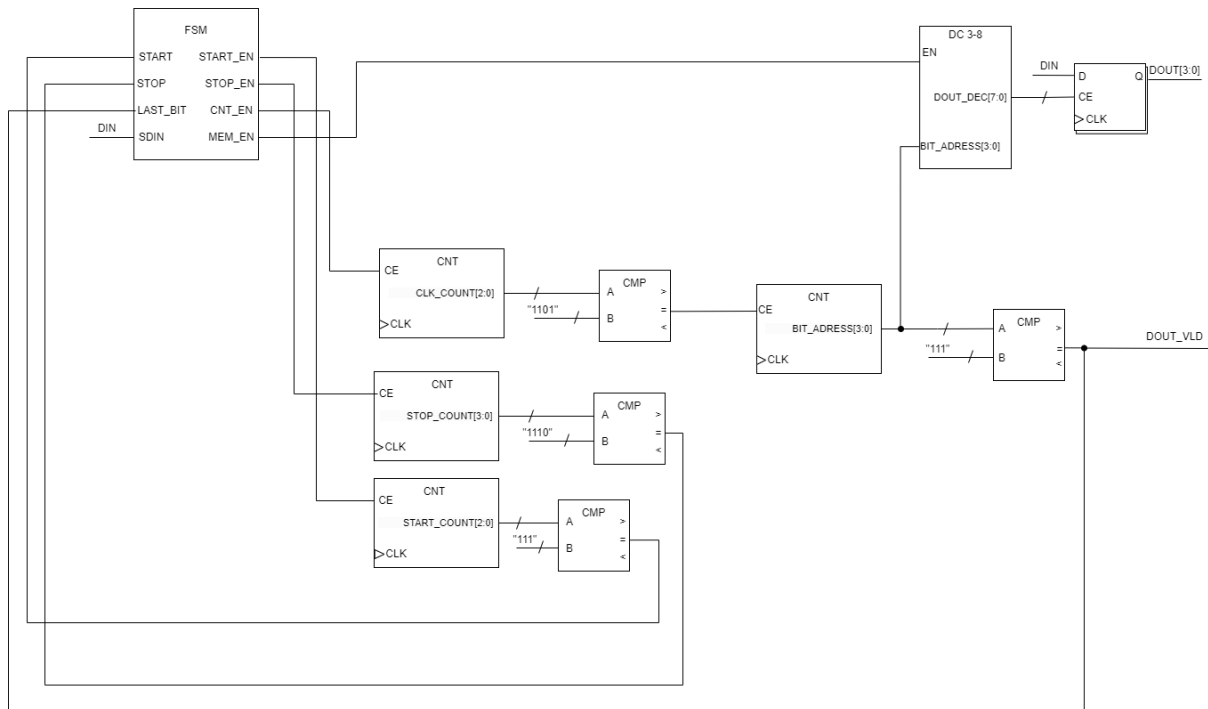 FSM
START START_EN
STOP STOP_EN
LAST_BIT CNT_EN
DIN
SDIN MEM_EN
DC 3-8
EN
DOUT_DEC[7:0]
BIT_ADRESS[3:0]
DIN
D Q
DOUT[3:0]
CE
CLK
CNT
CE
CLK_COUNT[2:0]
CLK
CMP
A >
"1101" B =
<
CNT
CE
BIT_ADRESS[3:0]
CLK
CMP
A >
"111" B =
<
DOUT_VLD
CNT
CE
STOP_COUNT[3:0]
CLK
CMP
A >
"1110" B =
<
CNT
CE
START_COUNT[2:0]
CLK
CMP
A >
"111" B =
<